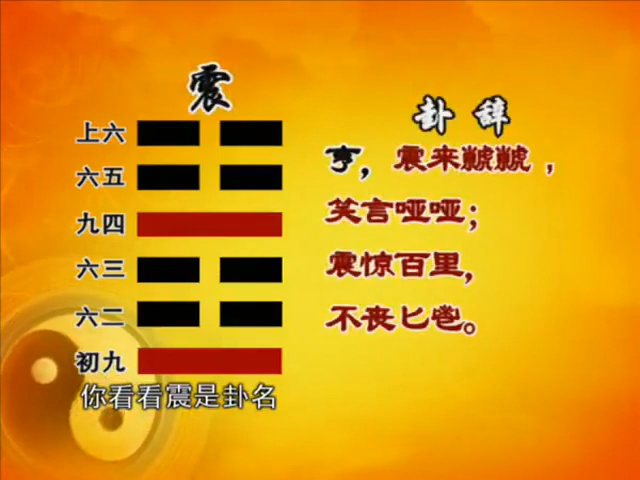 震
上六
六五
九四
六三
六二
初九
卦辞
亨，震来虩虩，
笑言哑哑；
震惊百里，
不丧匕鬯。
你看看震是卦名